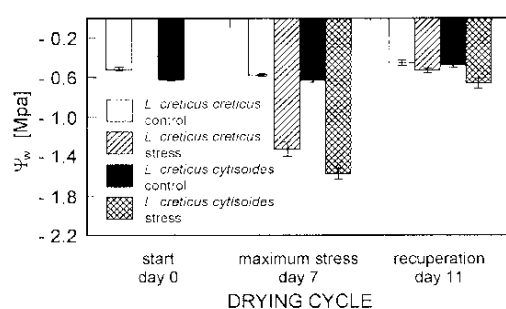 - 0.2
- 0.6
- 1.0
- 1.4
- 1.8
- 2.2
Ψw [Mpa]
L. creticus creticus
control
L. creticus creticus
stress
L. creticus cytisoides
control
L. creticus cytisoides
stress
start maximum stress recuperation
day 0 day 7 day 11
DRYING CYCLE